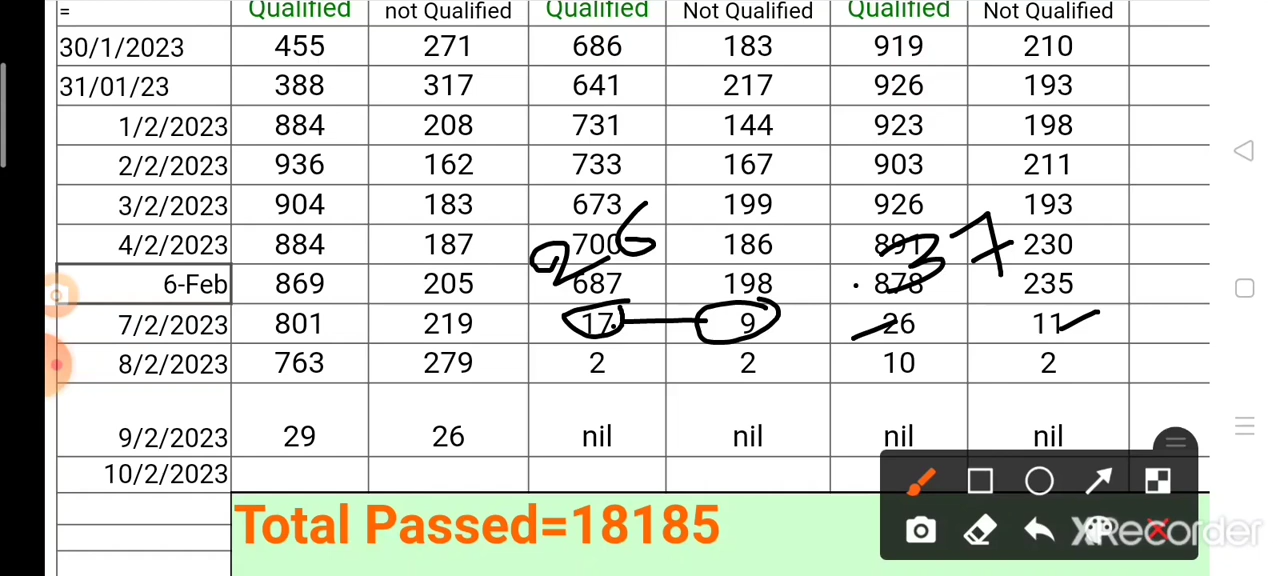 = Qualified not Qualified Qualified Not Qualified Qualified Not Qualified
30/1/2023 455 271 686 183 919 210
31/01/23 388 317 641 217 926 193
1/2/2023 884 208 731 144 923 198
2/2/2023 936 162 733 167 903 211
3/2/2023 904 183 673 199 926 193
4/2/2023 884 187 700 186 891 230
26 37
6-Feb 869 205 687 198 878 235
7/2/2023 801 219 17 9 26 11
8/2/2023 763 279 2 2 10 2
9/2/2023 29 26 nil nil nil nil
10/2/2023
Total Passed=18185
XRecorder